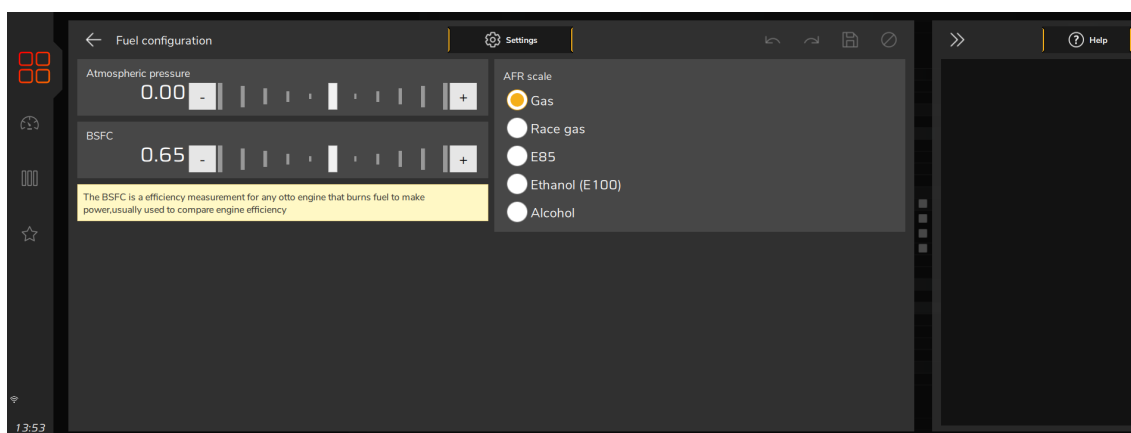 Fuel configuration
Settings
Help
Atmospheric pressure
0.00
-
+
BSFC
0.65
-
+
The BSFC is a efficiency measurement for any otto engine that burns fuel to make
power,usually used to compare engine efficiency
AFR scale
Gas
Race gas
E85
Ethanol (E100)
Alcohol
13:53